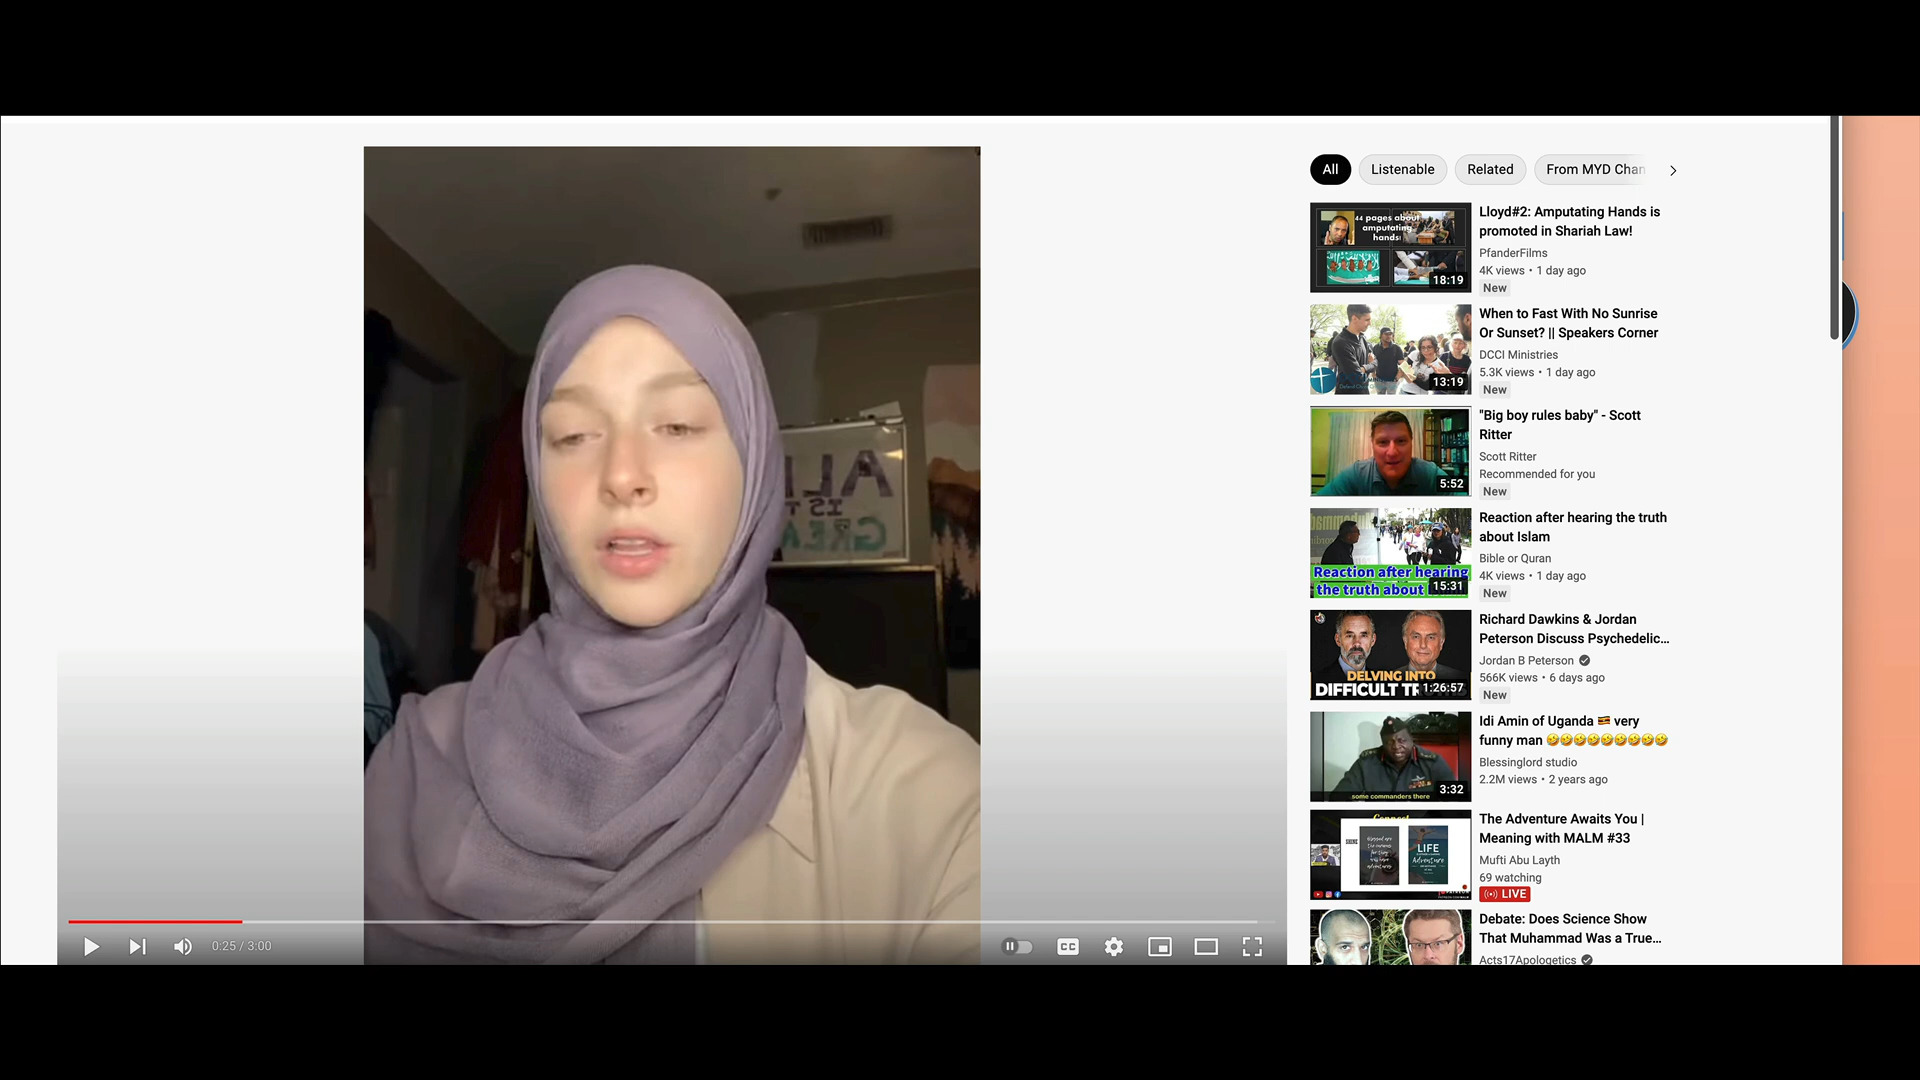 ALL
IS THE
GREA
0:25 / 3:00
CC
All
Listenable
Related
From MYD Chan
44 pages about
amputating
hands!
18:19
Lloyd#2: Amputating Hands is
promoted in Shariah Law!
PfanderFilms
4K views • 1 day ago
New
13:19
When to Fast With No Sunrise
Or Sunset? || Speakers Corner
DCCI Ministries
5.3K views • 1 day ago
New
5:52
"Big boy rules baby" - Scott
Ritter
Scott Ritter
Recommended for you
New
Reaction after hearing
the truth about
15:31
Reaction after hearing the truth
about Islam
Bible or Quran
4K views • 1 day ago
New
DELVING INTO
DIFFICULT TR
1:26:57
Richard Dawkins & Jordan
Peterson Discuss Psychedelic...
Jordan B Peterson
566K views • 6 days ago
New
some commanders there
3:32
Idi Amin of Uganda 🇺🇬 very
funny man 🤣🤣🤣🤣🤣🤣🤣🤣🤣
Blessinglord studio
2.2M views • 2 years ago
Connect
SHINE
LIFE
Adventure
The Adventure Awaits You |
Meaning with MALM #33
Mufti Abu Layth
69 watching
LIVE
Debate: Does Science Show
That Muhammad Was a True...
Acts17Apologetics